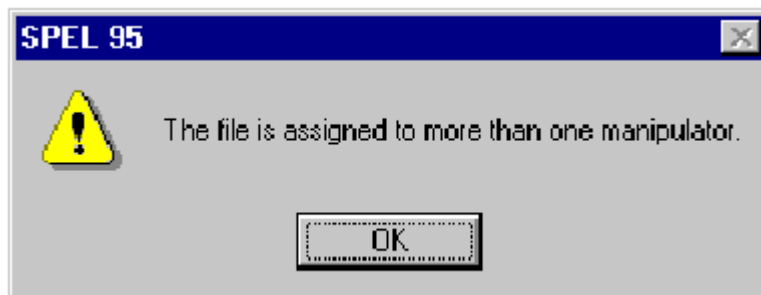 SPEL 95
The file is assigned to more than one manipulator.
OK